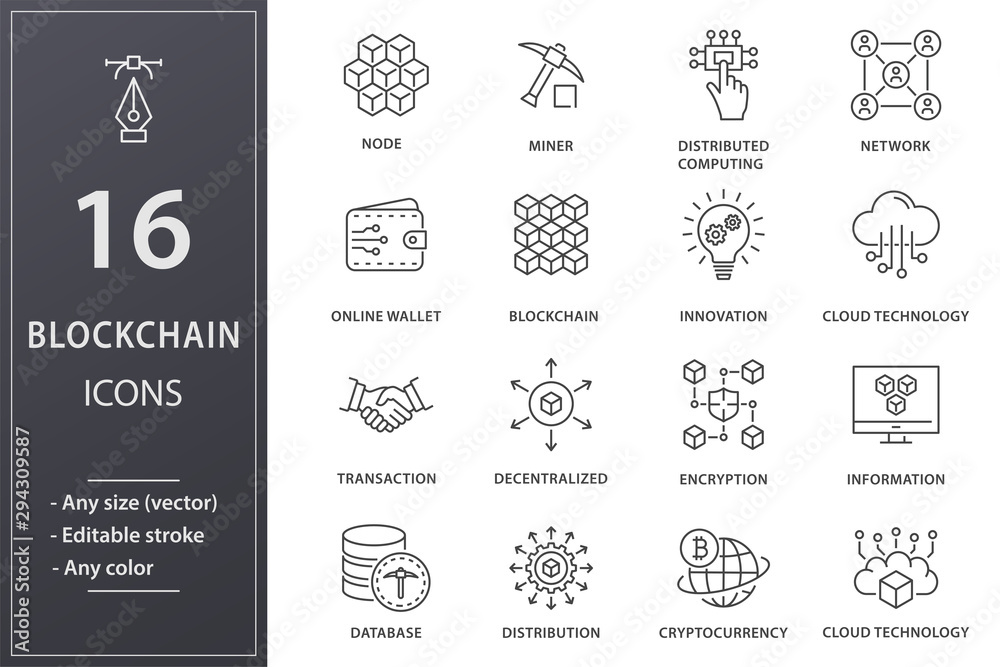 16
BLOCKCHAIN
ICONS
- Any size (vector)
- Editable stroke
- Any color
NODE
MINER
DISTRIBUTED
COMPUTING
NETWORK
ONLINE WALLET
BLOCKCHAIN
INNOVATION
CLOUD TECHNOLOGY
TRANSACTION
DECENTRALIZED
ENCRYPTION
INFORMATION
DATABASE
DISTRIBUTION
CRYPTOCURRENCY
CLOUD TECHNOLOGY
Adobe Stock | #294309587